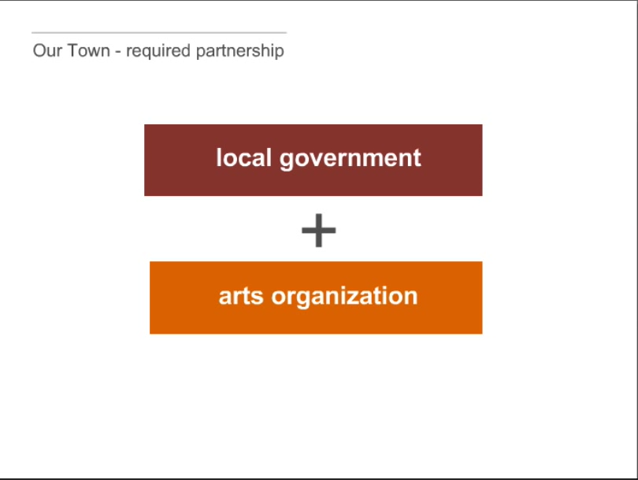 Our Town - required partnership
local government
+
arts organization